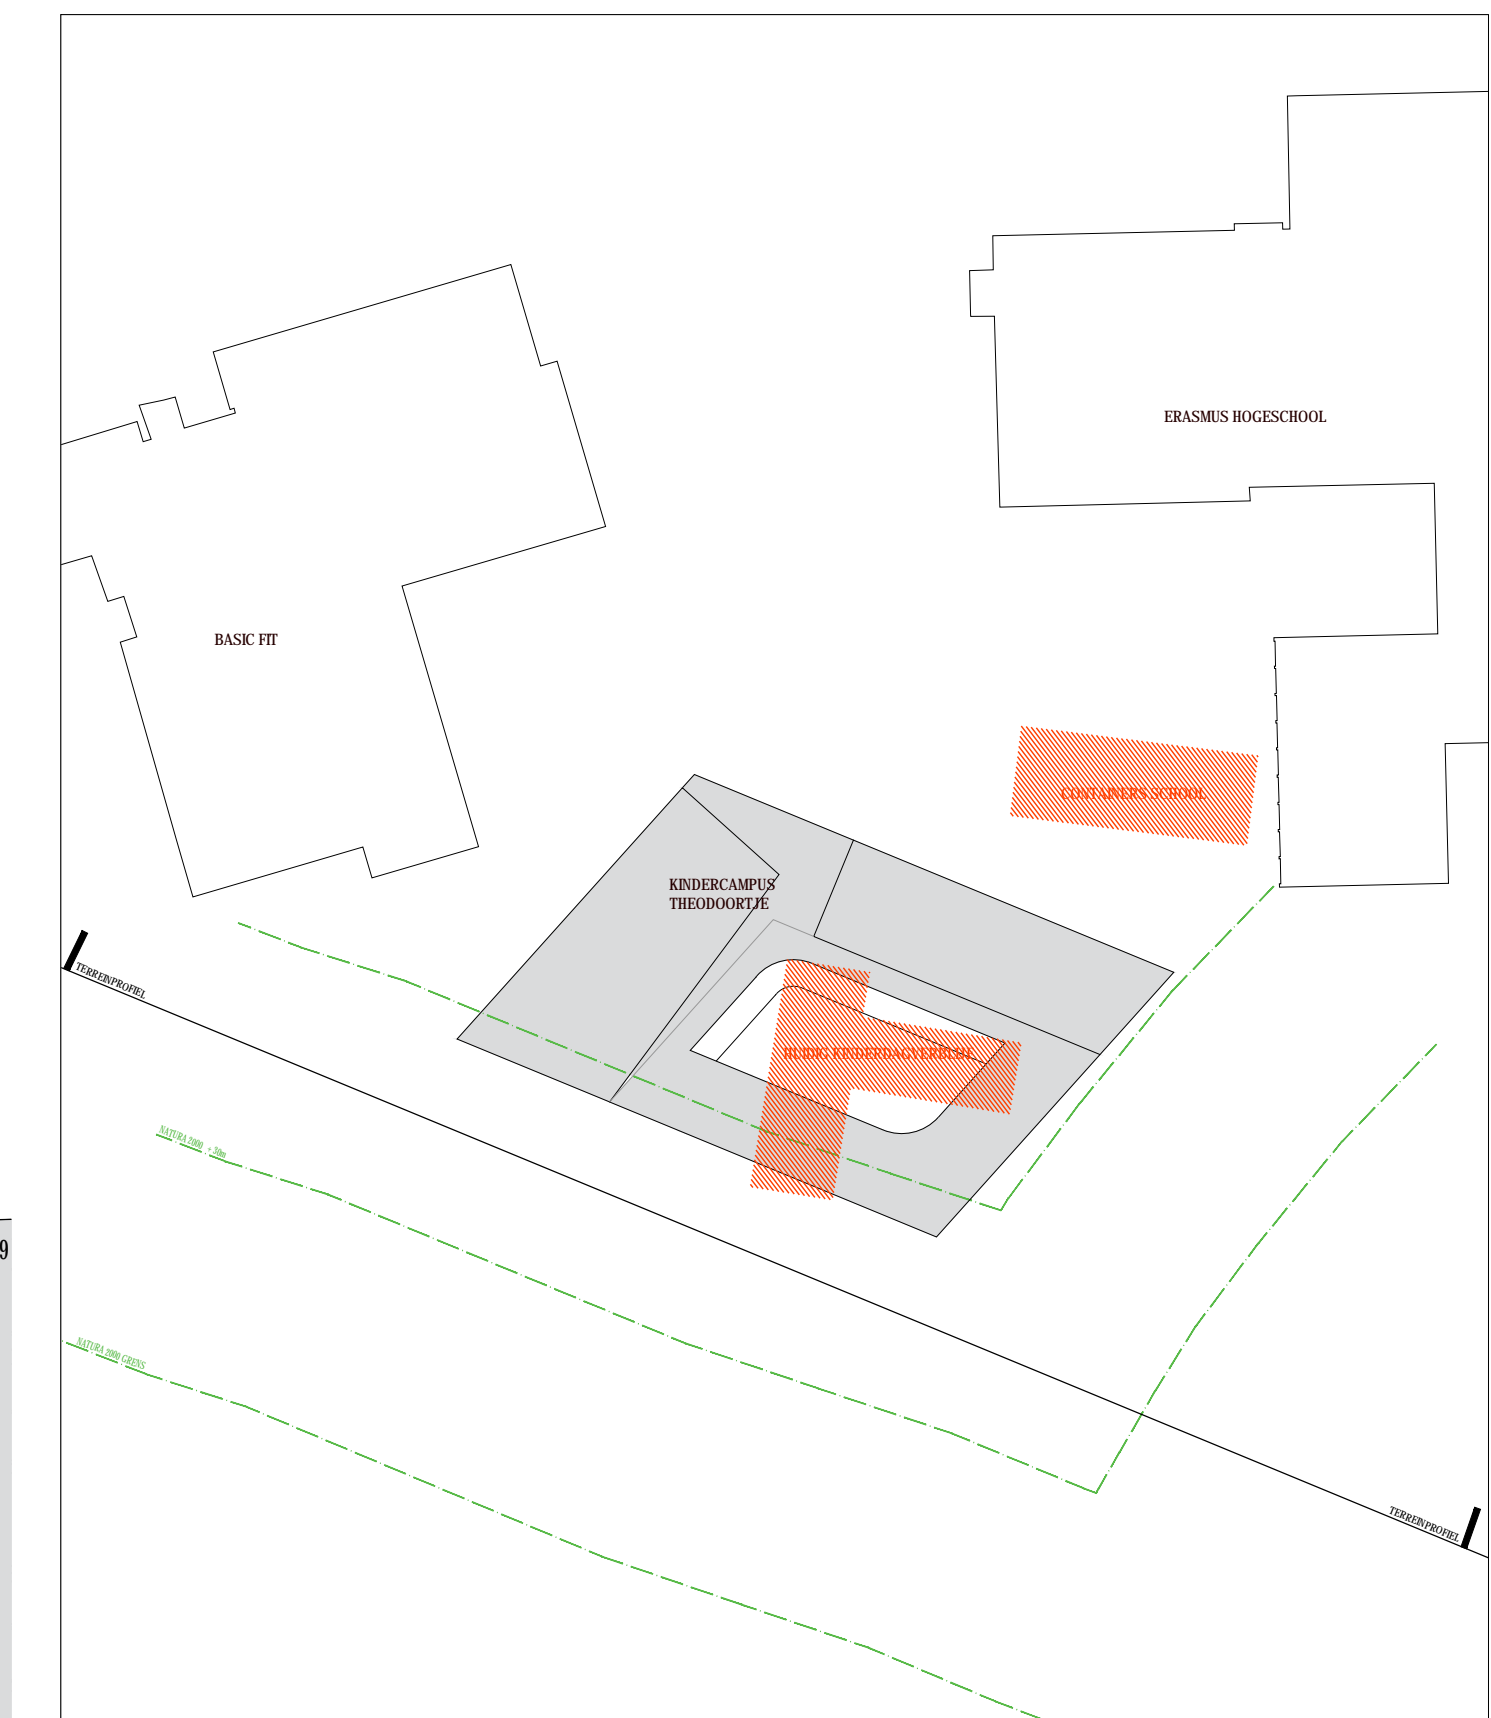 ERASMUS HOGESCHOOL
BASIC FIT
CONTAINERS SCHOOL
KINDERCAMPUS
THEODOORTJE
TERREINPROFIEL
HUIDIG KINDERDAGVERBLIJF
NATURA 2000 +30m
9
NATURA 2000 GRENS
TERREINPROFIEL